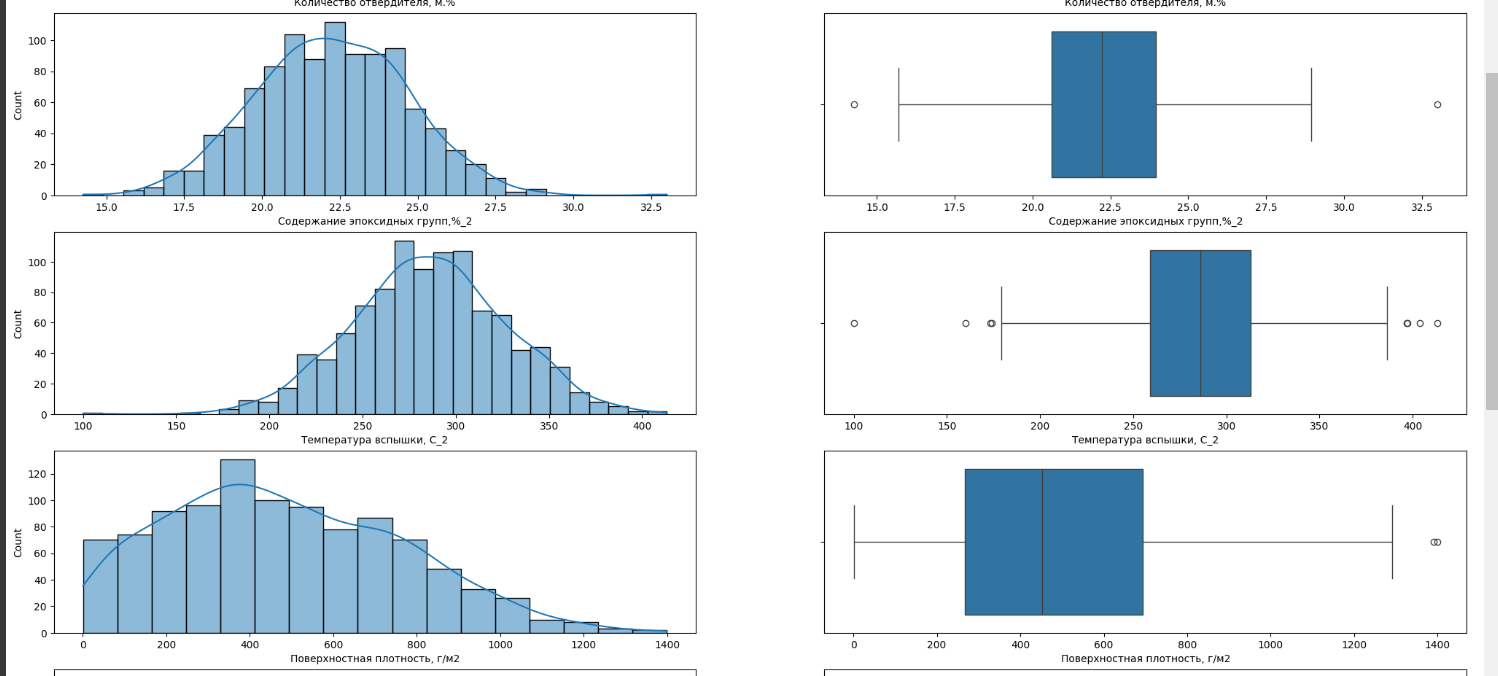 Количество отвердителя, м.%
Количество отвердителя, м.%
Count
100
80
60
40
20
0
15.0 17.5 20.0 22.5 25.0 27.5 30.0 32.5
Содержание эпоксидных групп,%_2
15.0 17.5 20.0 22.5 25.0 27.5 30.0 32.5
Содержание эпоксидных групп,%_2
Count
100
80
60
40
20
0
100 150 200 250 300 350 400
Температура вспышки, С_2
100 150 200 250 300 350 400
Температура вспышки, С_2
Count
120
100
80
60
40
20
0
0 200 400 600 800 1000 1200 1400
Поверхностная плотность, г/м2
0 200 400 600 800 1000 1200 1400
Поверхностная плотность, г/м2